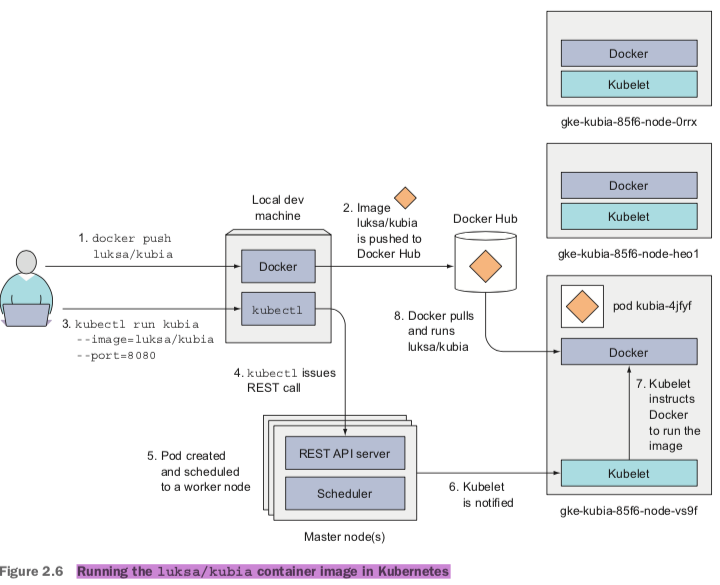 Docker
Kubelet
gke-kubia-85f6-node-0rrx
Docker
Kubelet
gke-kubia-85f6-node-heo1
Local dev
machine
2. Image
luksa/kubia
is pushed to
Docker Hub
Docker Hub
1. docker push
luksa/kubia
Docker
kubectl
3. kubectl run kubia
--image=luksa/kubia
--port=8080
8. Docker pulls
and runs
luksa/kubia
pod kubia-4jfyf
Docker
4. kubectl issues
REST call
7. Kubelet
instructs
Docker
to run the
image
5. Pod created
and scheduled
to a worker node
REST API server
Scheduler
Master node(s)
6. Kubelet
is notified
Kubelet
gke-kubia-85f6-node-vs9f
Figure 2.6 Running the luksa/kubia container image in Kubernetes